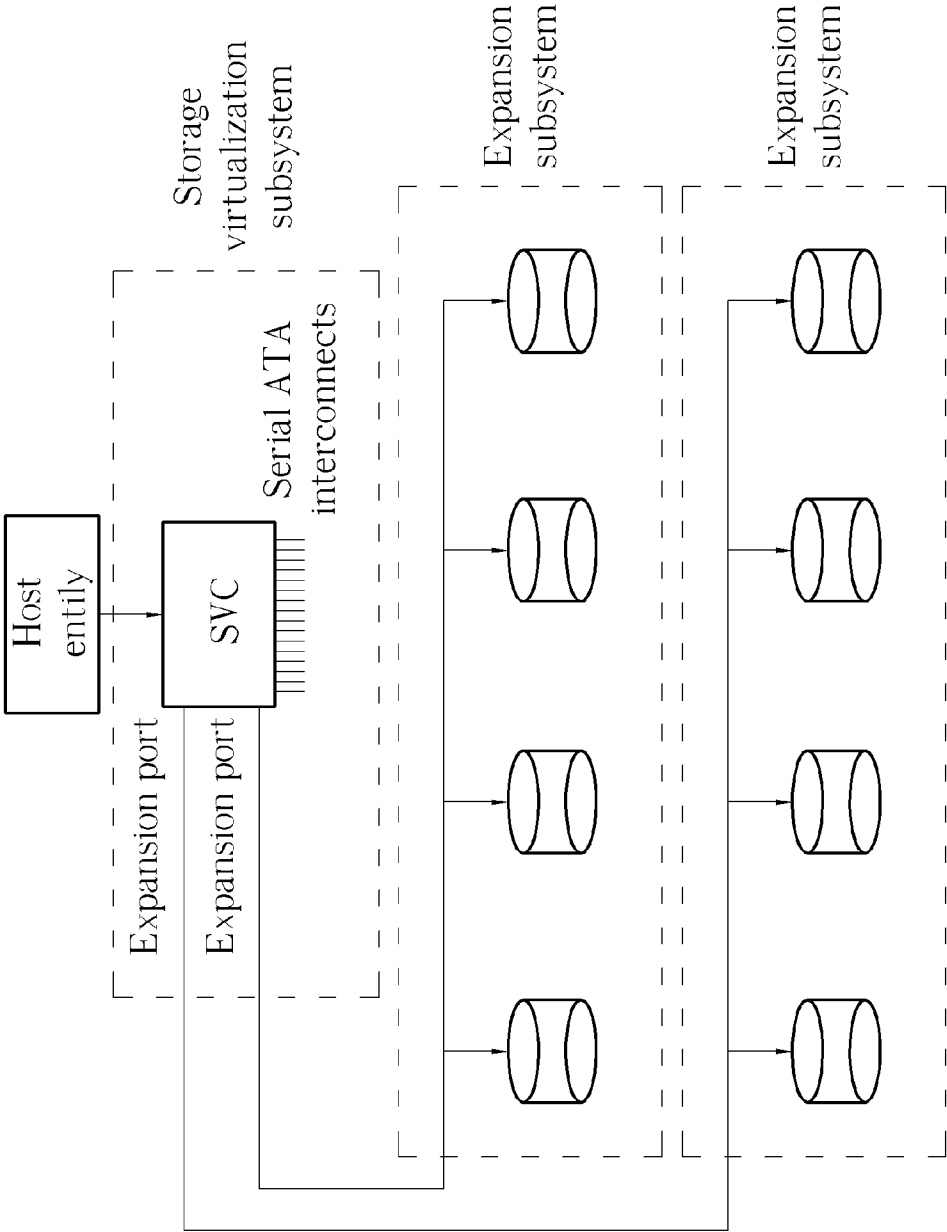 Host
entily
SVC
Expansion port
Expansion port
Serial ATA
interconnects
Storage
virtualization
subsystem
Expansion
subsystem
Expansion
subsystem